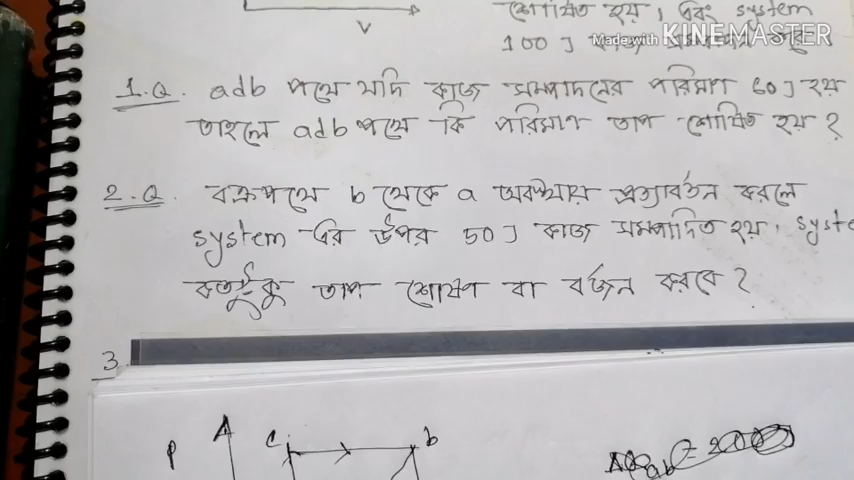 V
শোষিত হয়, এবং system
100 J কাজ
Made with KINEMASTER
1.Q. adb পথে যদি কাজ সম্পাদনের পরিমাণ 60 J হয়
তাহলে adb পথে কি পরিমাণ তাপ শোষিত হয় ?
2.Q. বক্রপথে b থেকে a অবস্থায় প্রত্যাবর্তন করলে
system এর উপর 50 J কাজ সম্পাদিত হয়, syste
কতটুকু তাপ শোষণ বা বর্জন করবে ?
3
P c b